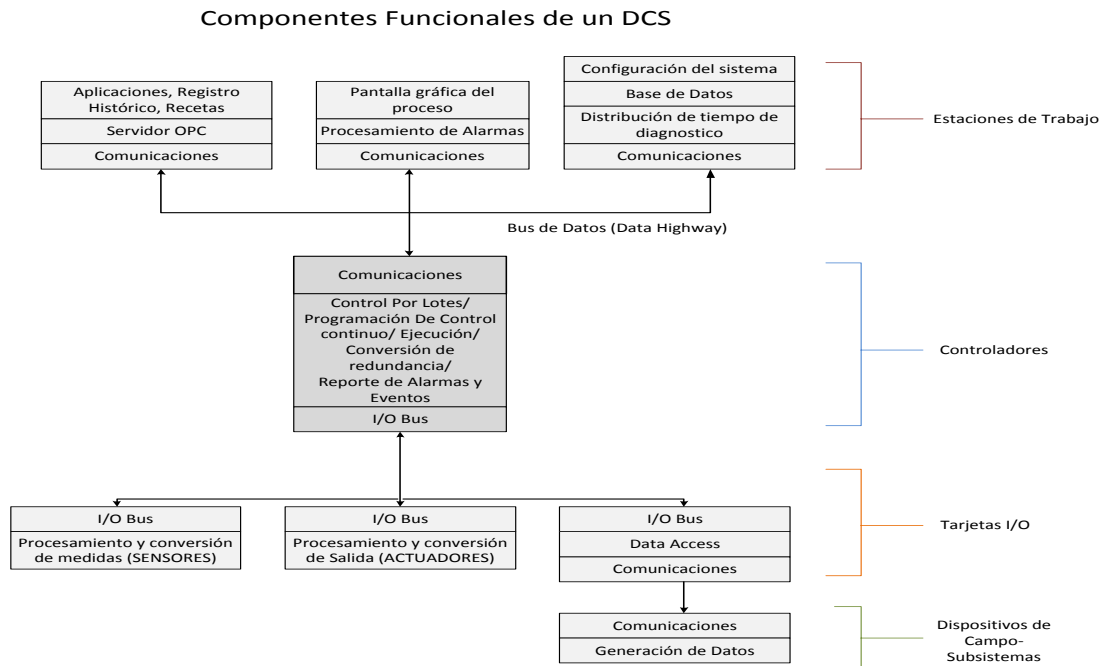 Componentes Funcionales de un DCS
Aplicaciones, Registro
Histórico, Recetas
Servidor OPC
Comunicaciones
Pantalla gráfica del
proceso
Procesamiento de Alarmas
Comunicaciones
Configuración del sistema
Base de Datos
Distribución de tiempo de
diagnostico
Comunicaciones
Estaciones de Trabajo
Bus de Datos (Data Highway)
Comunicaciones
Control Por Lotes/
Programación De Control
continuo/ Ejecución/
Conversión de
redundancia/
Reporte de Alarmas y
Eventos
I/O Bus
Controladores
I/O Bus
Procesamiento y conversión
de medidas (SENSORES)
I/O Bus
Procesamiento y conversión
de Salida (ACTUADORES)
I/O Bus
Data Access
Comunicaciones
Tarjetas I/O
Comunicaciones
Generación de Datos
Dispositivos de
Campo-
Subsistemas